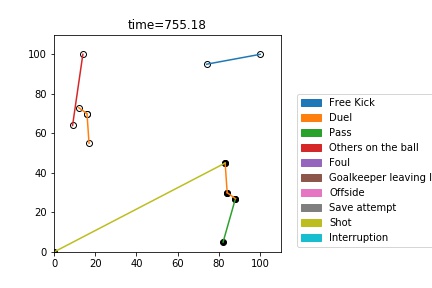 time=755.18
100
80
60
40
20
0
0
20
40
60
80
100
Free Kick
Duel
Pass
Others on the ball
Foul
Goalkeeper leaving l
Offside
Save attempt
Shot
Interruption